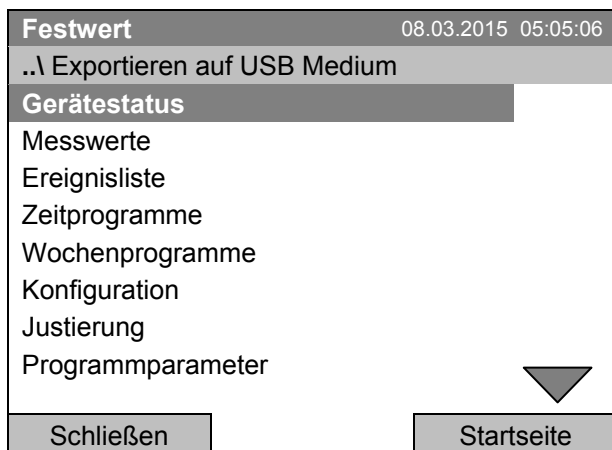 Festwert 08.03.2015 05:05:06
..\ Exportieren auf USB Medium
Gerätestatus
Messwerte
Ereignisliste
Zeitprogramme
Wochenprogramme
Konfiguration
Justierung
Programmparameter
Schließen Startseite